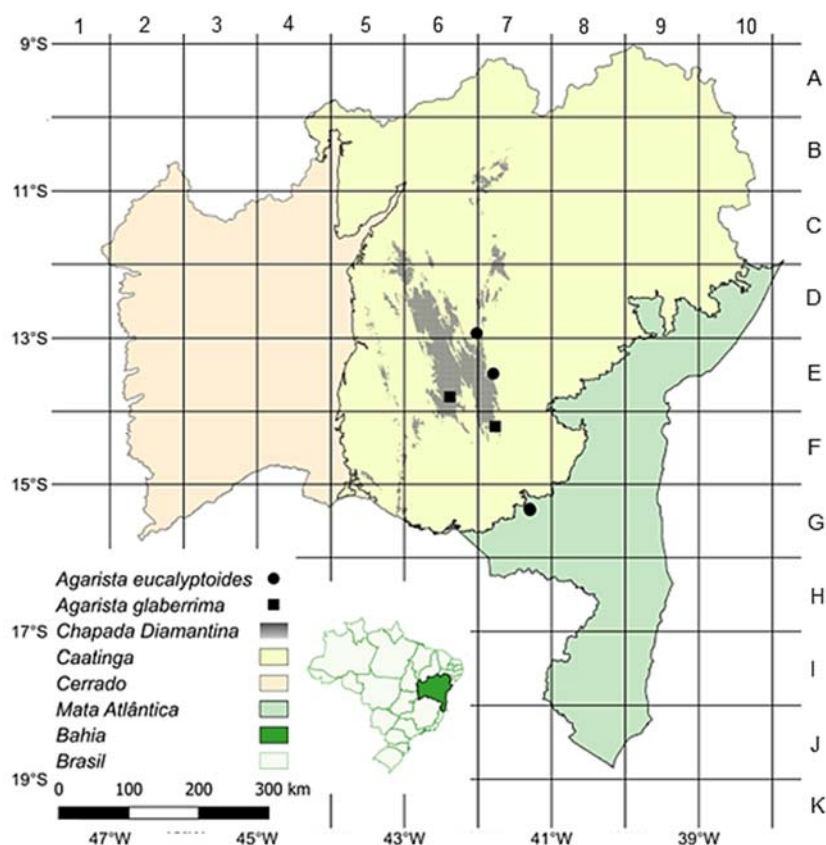 1 2 3 4 5 6 7 8 9 10
9°S
A
B
11°S
C
D
13°S
E
F
15°S
G
Agarista eucalyptoides
H
Agarista glaberrima
Chapada Diamantina
17°S
Caatinga
I
Cerrado
Mata Atlântica
Bahia
J
Brasil
19°S
0 100 200 300 km
K
47°W 45°W 43°W 41°W 39°W